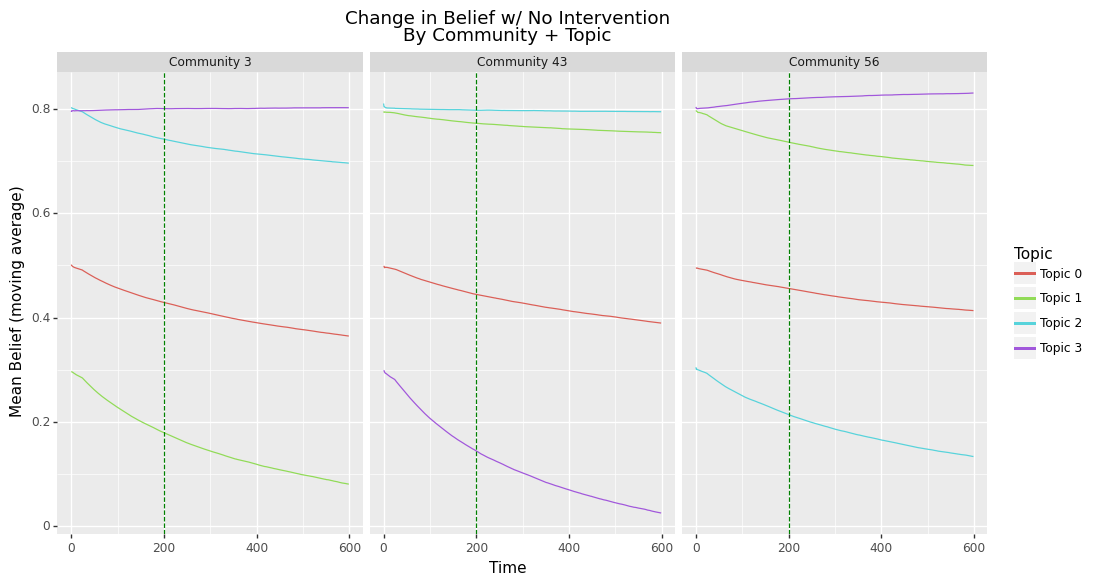 Change in Belief w/ No Intervention
By Community + Topic
Community 3
Community 43
Community 56
Mean Belief (moving average)
0.8
0.6
0.4
0.2
0
0 200 400 600
0 200 400 600
0 200 400 600
Time
Topic
Topic 0
Topic 1
Topic 2
Topic 3